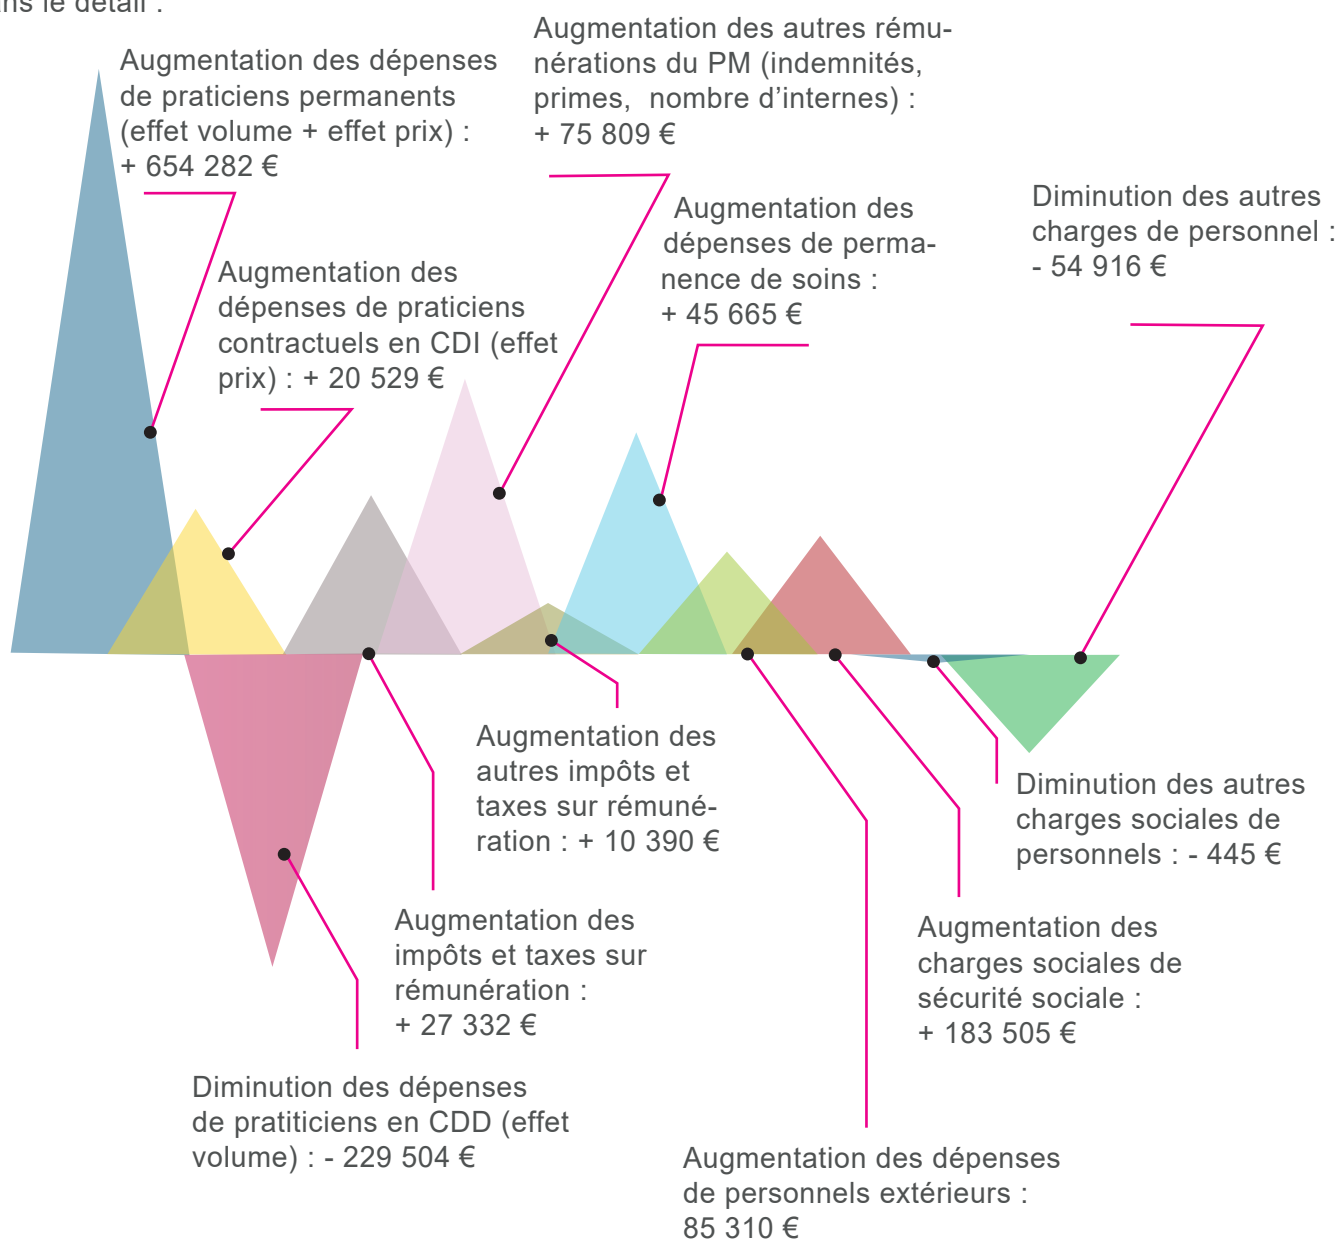 ans le détail :
Augmentation des dépenses
de praticiens permanents
(effet volume + effet prix) :
+ 654 282 €
Augmentation des autres rému-
nérations du PM (indemnités,
primes,  nombre d’internes) :
+ 75 809 €
Augmentation des
dépenses de perma-
nence de soins :
+ 45 665 €
Diminution des autres
charges de personnel :
- 54 916 €
Augmentation des
dépenses de praticiens
contractuels en CDI (effet
prix) : + 20 529 €
Augmentation des
autres impôts et
taxes sur rémuné-
ration : + 10 390 €
Diminution des autres
charges sociales de
personnels : - 445 €
Augmentation des
impôts et taxes sur
rémunération :
+ 27 332 €
Augmentation des
charges sociales de
sécurité sociale :
+ 183 505 €
Diminution des dépenses
de pratiticiens en CDD (effet
volume) : - 229 504 €
Augmentation des dépenses
de personnels extérieurs :
85 310 €